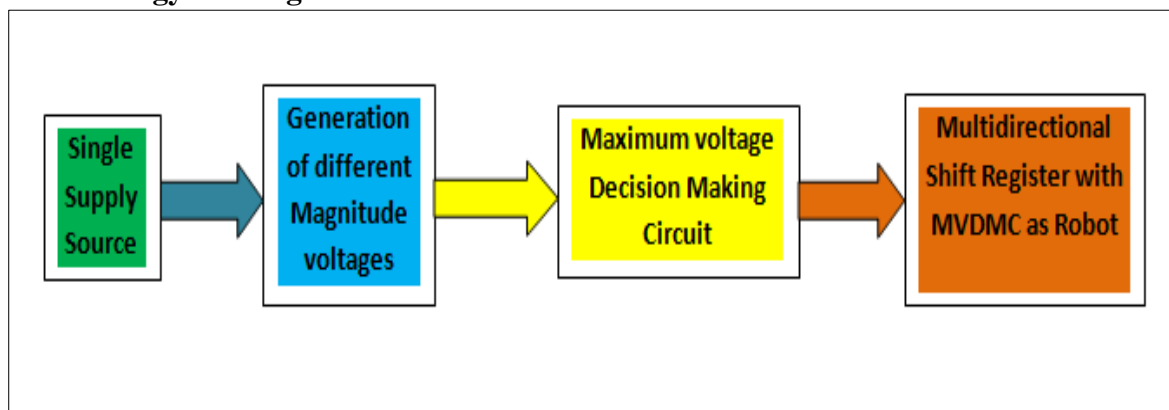 Single
Supply
Source
Generation
of different
Magnitude
voltages
Maximum voltage
Decision Making
Circuit
Multidirectional
Shift Register with
MVDMC as Robot